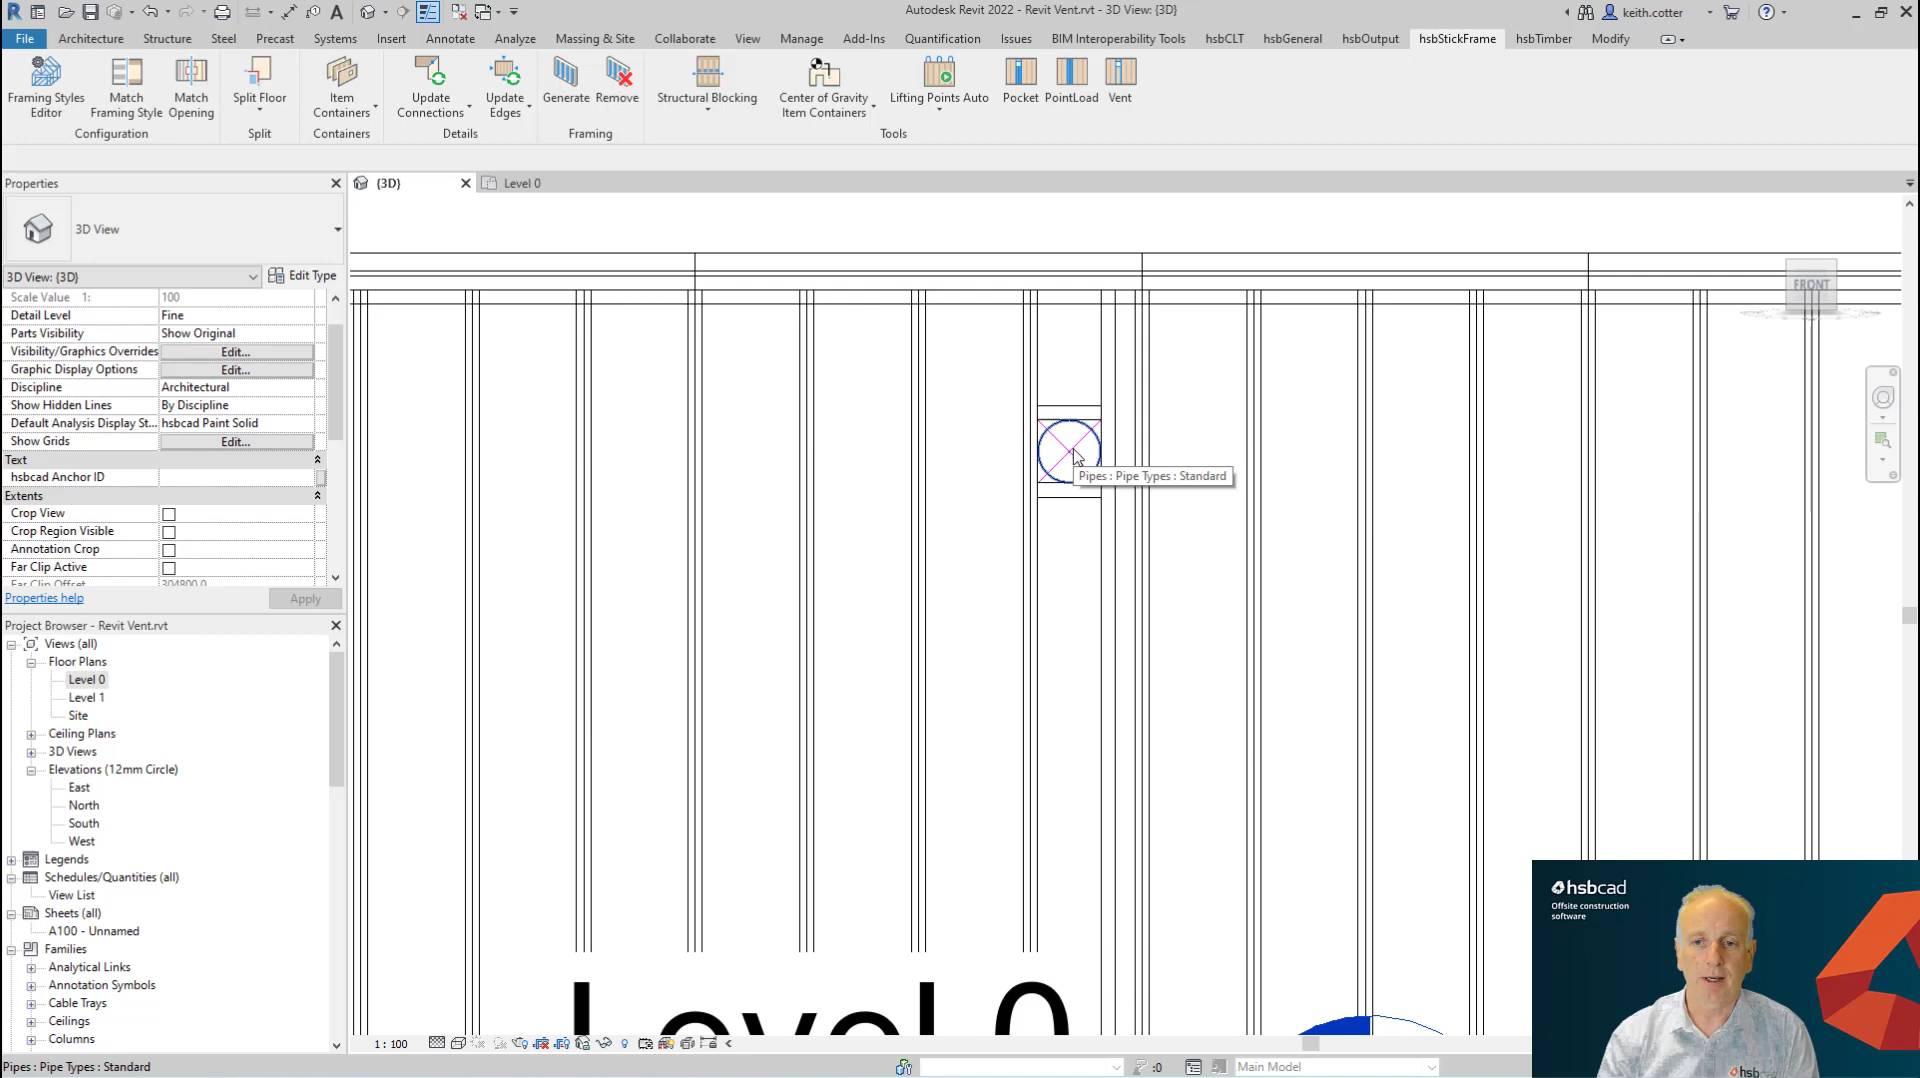 Autodesk Revit 2022 - Revit Vent.rvt - 3D View: {3D}
keith.cotter
File Architecture Structure Steel Precast Systems Insert Annotate Analyze Massing & Site Collaborate View Manage Add-Ins Quantification Issues BIM Interoperability Tools hsbCLT hsbGeneral hsbOutput hsbStickFrame hsbTimber Modify
Framing Styles Editor
Match Framing Style
Match Opening
Split Floor
Item Containers
Update Connections
Update Edges
Generate
Remove
Structural Blocking
Center of Gravity Item Containers
Lifting Points Auto
Pocket
PointLoad
Vent
Configuration Split Containers Details Framing Tools
Properties
{3D}
Level 0
3D View
3D View: {3D}
Edit Type
Scale Value 1: 100
Detail Level Fine
Parts Visibility Show Original
Visibility/Graphics Overrides Edit...
Graphic Display Options Edit...
Discipline Architectural
Show Hidden Lines By Discipline
Default Analysis Display St... hsbcad Paint Solid
Show Grids Edit...
Text
hsbcad Anchor ID
Extents
Crop View
Crop Region Visible
Annotation Crop
Far Clip Active
Far Clip Offset 304800.0
Properties help
Apply
Project Browser - Revit Vent.rvt
Views (all)
Floor Plans
Level 0
Level 1
Site
Ceiling Plans
3D Views
Elevations (12mm Circle)
East
North
South
West
Legends
Schedules/Quantities (all)
View List
Sheets (all)
A100 - Unnamed
Families
Analytical Links
Annotation Symbols
Cable Trays
Ceilings
Columns
FRONT
Pipes : Pipe Types : Standard
Level 0
hsbcad
Offsite construction
software
1 : 100
Pipes : Pipe Types : Standard
:0
Main Model